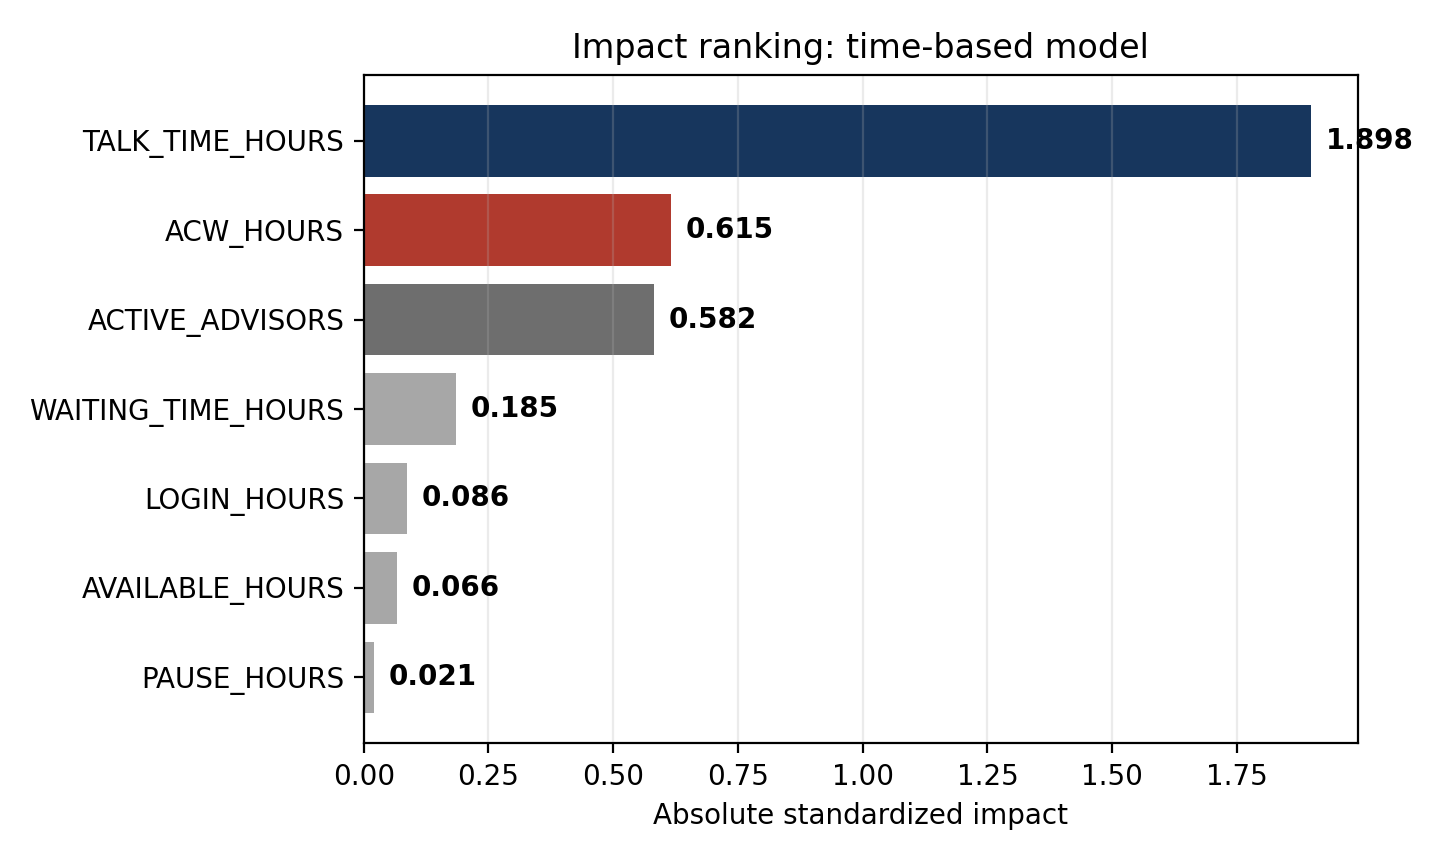 Impact ranking: time-based model
TALK_TIME_HOURS 1.898
ACW_HOURS 0.615
ACTIVE_ADVISORS 0.582
WAITING_TIME_HOURS 0.185
LOGIN_HOURS 0.086
AVAILABLE_HOURS 0.066
PAUSE_HOURS 0.021
0.00 0.25 0.50 0.75 1.00 1.25 1.50 1.75
Absolute standardized impact